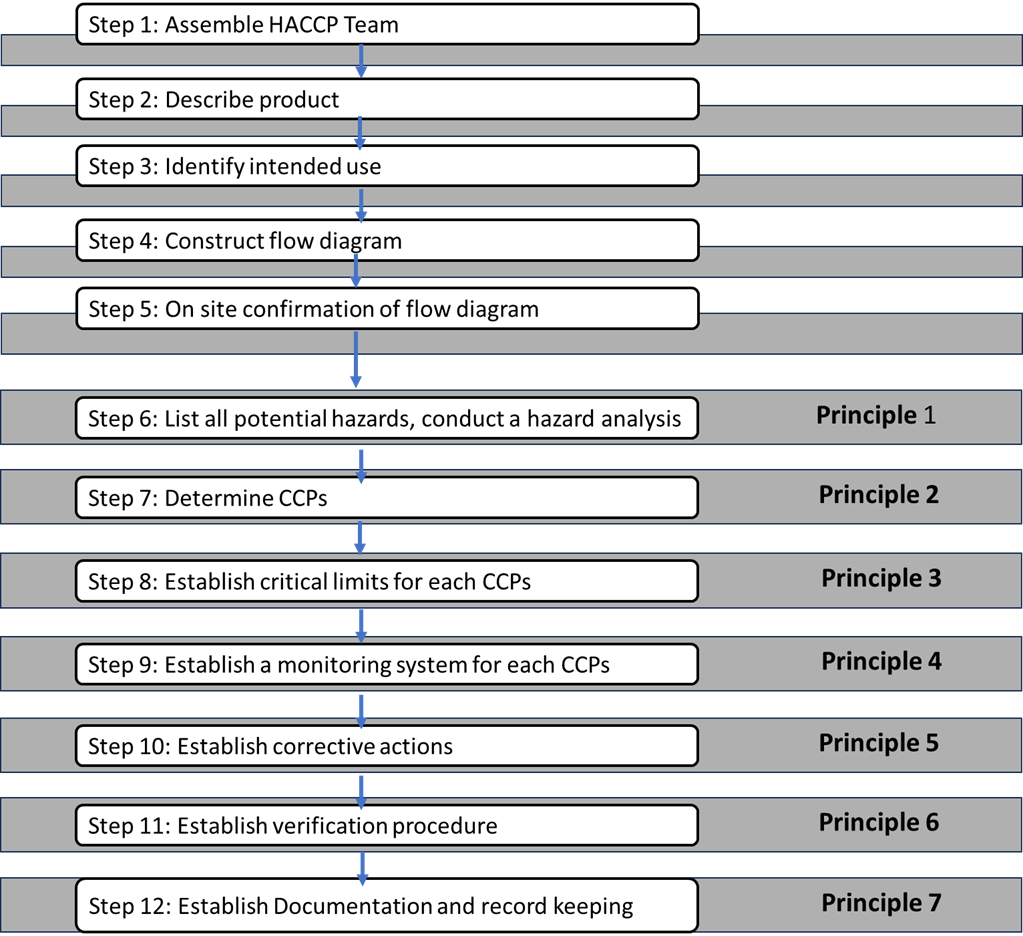 Step 1: Assemble HACCP Team
Step 2: Describe product
Step 3: Identify intended use
Step 4: Construct flow diagram
Step 5: On site confirmation of flow diagram
Step 6: List all potential hazards, conduct a hazard analysis
Principle 1
Step 7: Determine CCPs
Principle 2
Step 8: Establish critical limits for each CCPs
Principle 3
Step 9: Establish a monitoring system for each CCPs
Principle 4
Step 10: Establish corrective actions
Principle 5
Step 11: Establish verification procedure
Principle 6
Step 12: Establish Documentation and record keeping
Principle 7